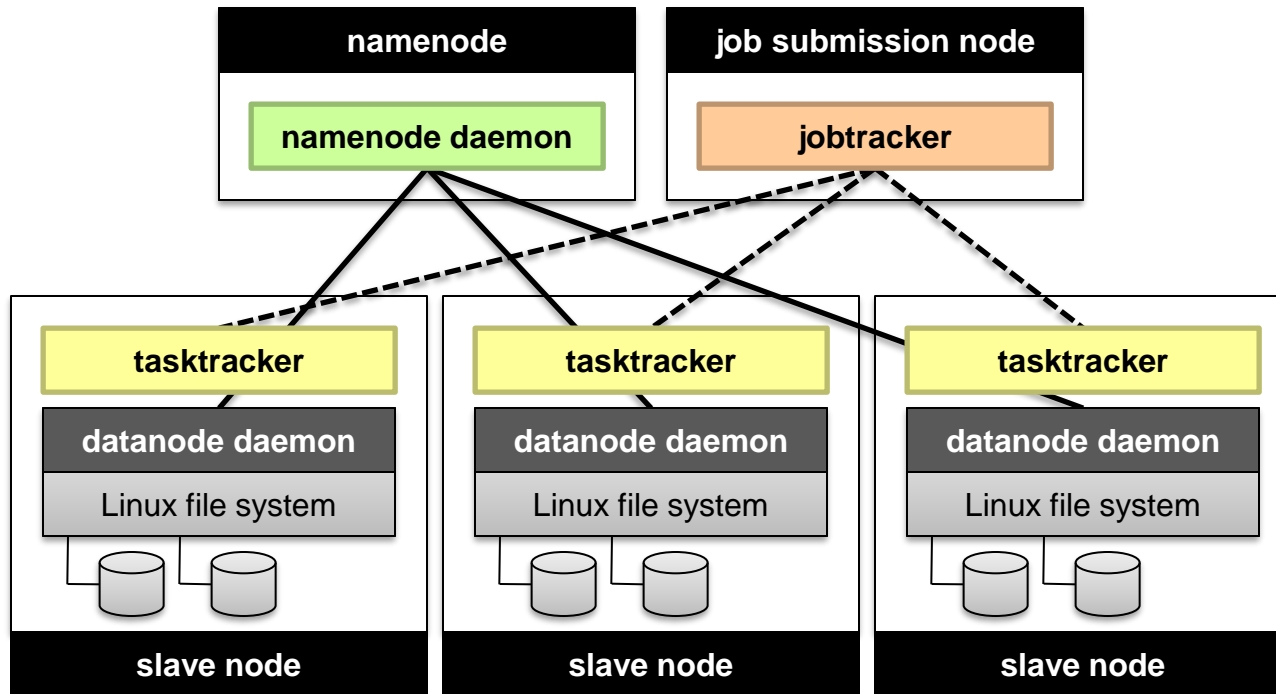 namenode
job submission node
namenode daemon
jobtracker
tasktracker
tasktracker
tasktracker
datanode daemon
datanode daemon
datanode daemon
Linux file system
Linux file system
Linux file system
slave node
slave node
slave node